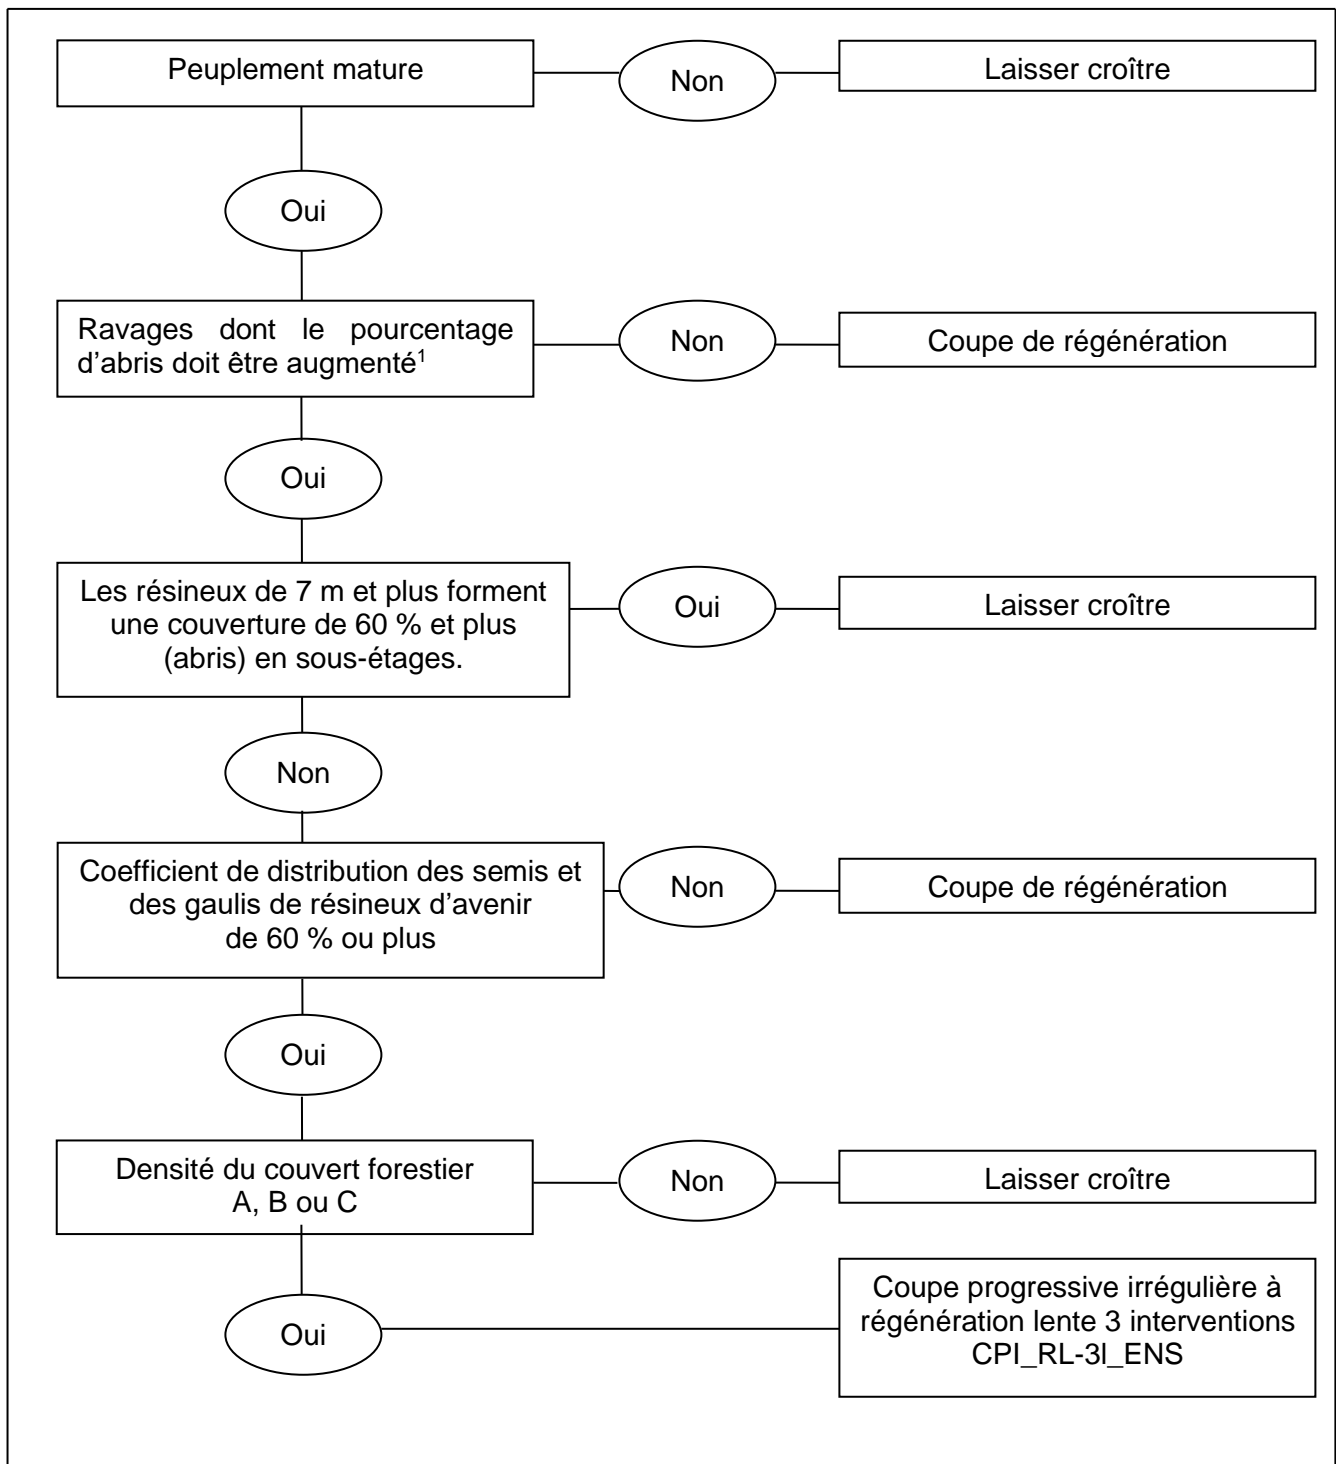 Peuplement mature
Non
Laisser croître
Oui
Ravages dont le pourcentage
d'abris doit être augmenté¹
Non
Coupe de régénération
Oui
Les résineux de 7 m et plus forment
une couverture de 60 % et plus
(abris) en sous-étages.
Oui
Laisser croître
Non
Coefficient de distribution des semis et
des gaulis de résineux d'avenir
de 60 % ou plus
Non
Coupe de régénération
Oui
Densité du couvert forestier
A, B ou C
Non
Laisser croître
Oui
Coupe progressive irrégulière à
régénération lente 3 interventions
CPI_RL-3I_ENS